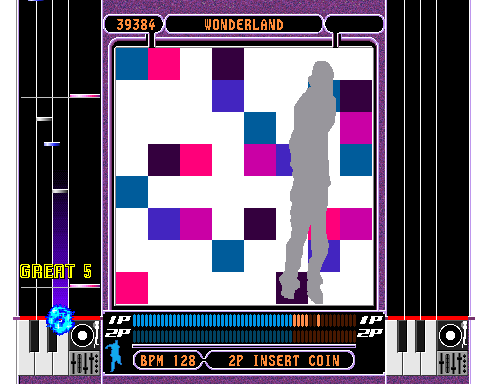 39384 WONDERLAND
GREAT 5
1P 1P
2P 2P
BPM 128 2P INSERT COIN